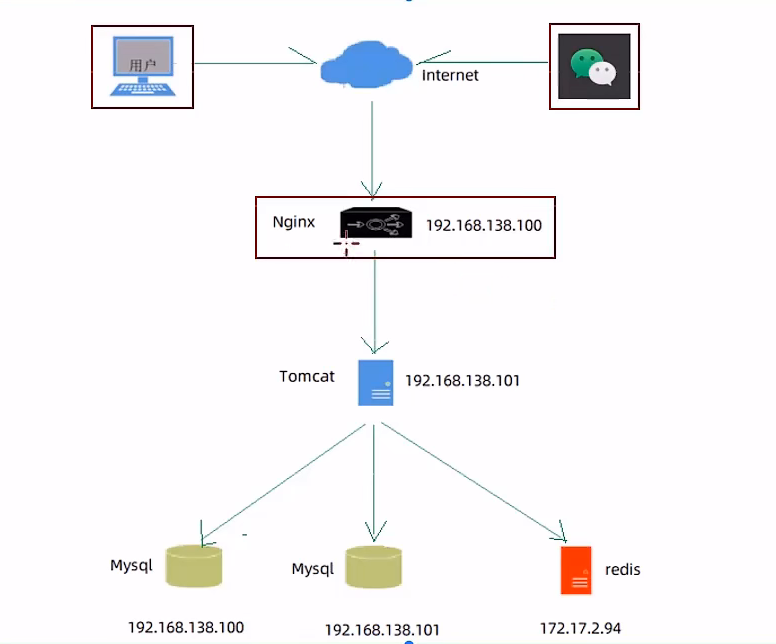 用户
Internet
Nginx
192.168.138.100
Tomcat
192.168.138.101
Mysql
Mysql
redis
192.168.138.100
192.168.138.101
172.17.2.94